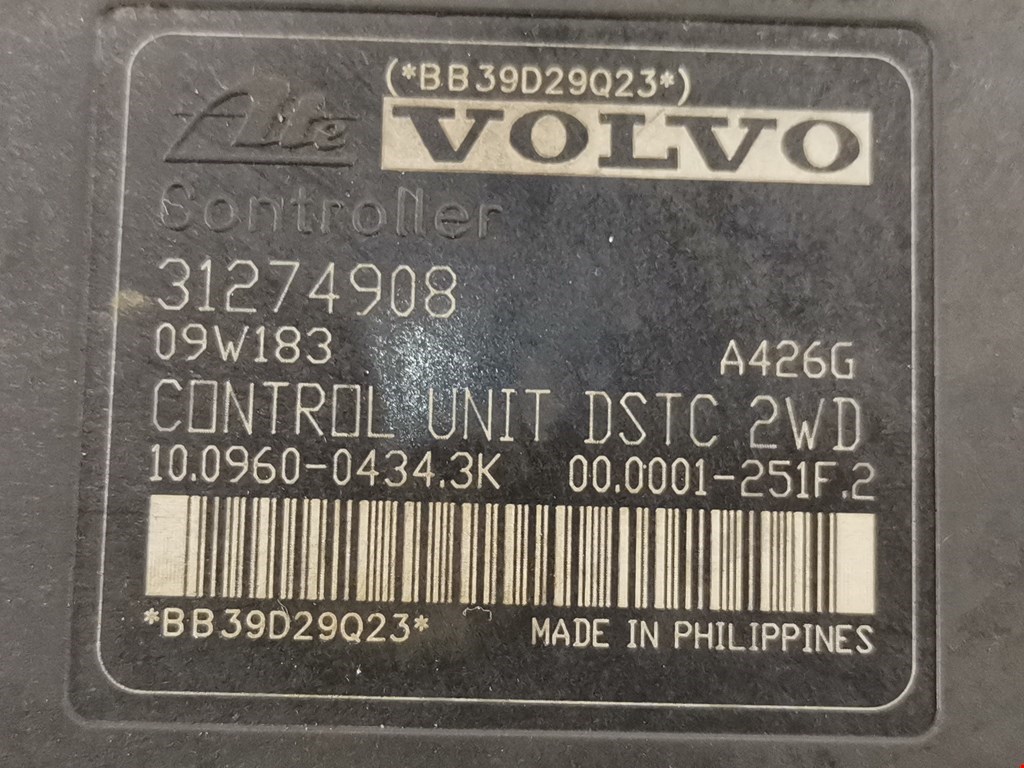 (*BB39D29Q23*)
Ate VOLVO
Controller
31274908
09W183 A426G
CONTROL UNIT DSTC 2WD
10.0960-0434.3K 00.0001-251F.2
*BB39D29Q23*
MADE IN PHILIPPINES